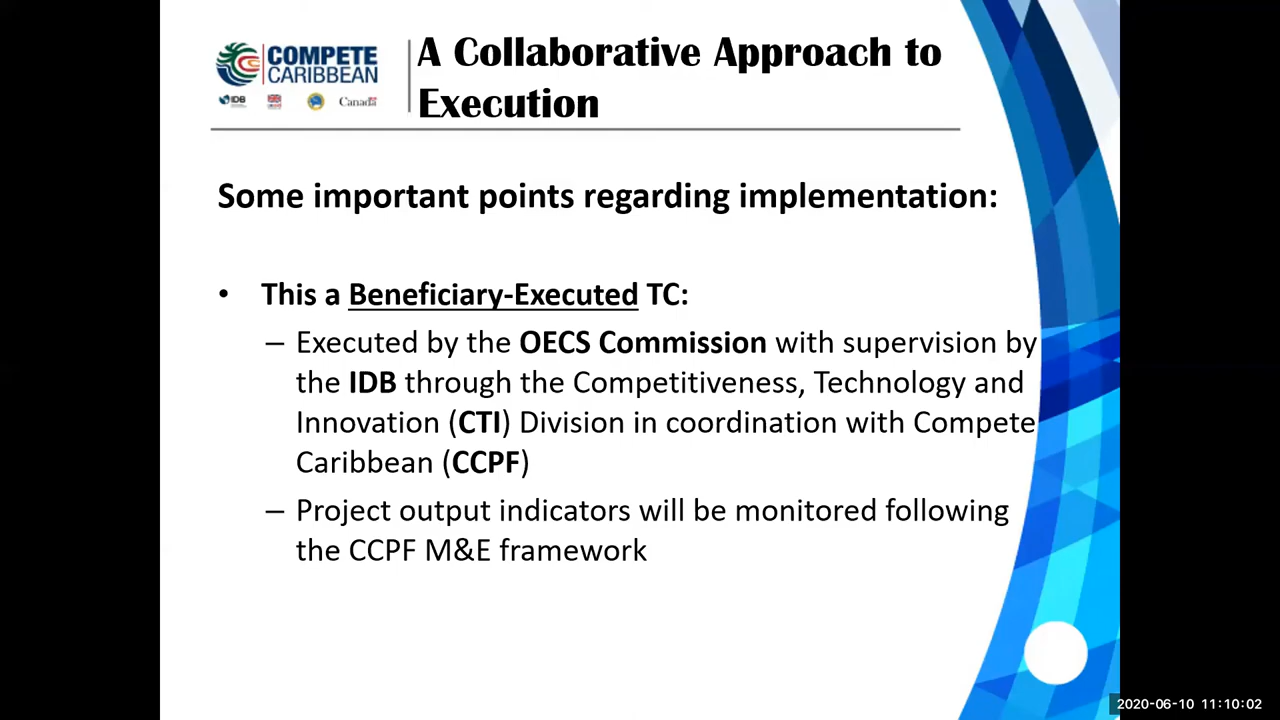 COMPETE
CARIBBEAN
IDB
Canada
A Collaborative Approach to
Execution
Some important points regarding implementation:
• This a Beneficiary-Executed TC:
– Executed by the OECS Commission with supervision by
the IDB through the Competitiveness, Technology and
Innovation (CTI) Division in coordination with Compete
Caribbean (CCPF)
– Project output indicators will be monitored following
the CCPF M&E framework
2020-06-10 11:10:02